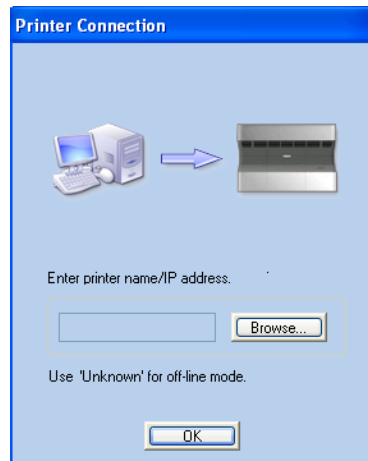 Printer Connection
Enter printer name/IP address.
Browse...
Use 'Unknown' for off-line mode.
OK